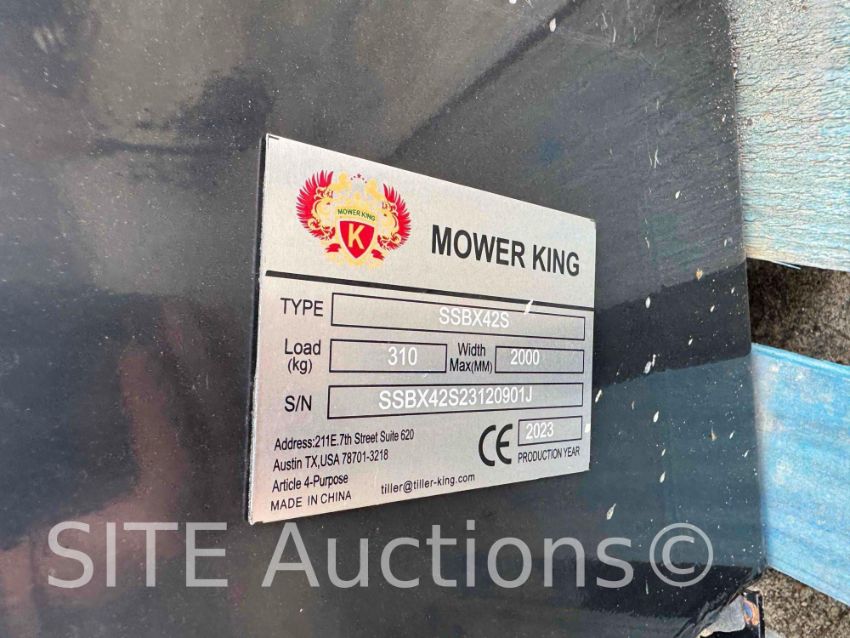 MOWER KING
K
MOWER KING
TYPE SSBX42S
Load (kg) 310 Width Max(MM) 2000
S/N SSBX42S23120901J
Address:211E.7th Street Suite 620
Austin TX,USA 78701-3218
Article 4-Purpose
MADE IN CHINA
tiller@tiller-king.com
CE 2023
PRODUCTION YEAR
SITE Auctions©